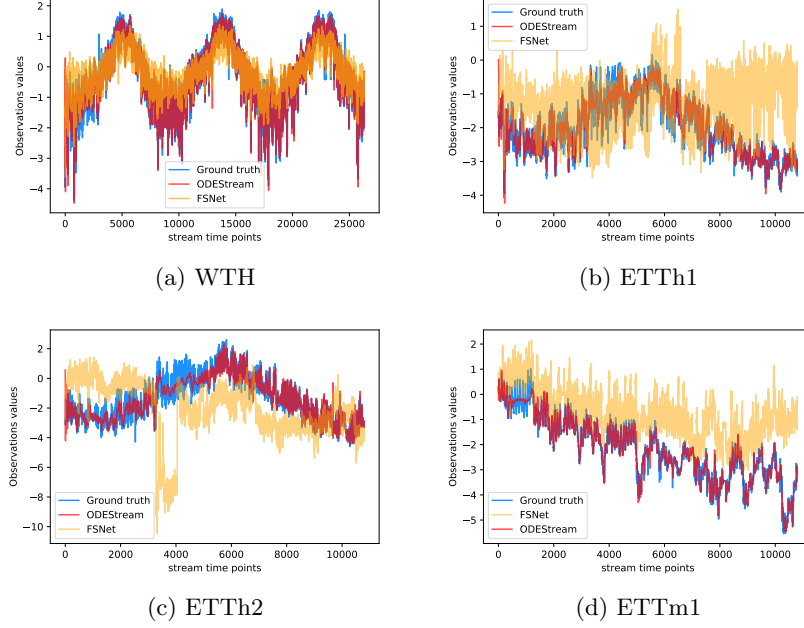 2
1
0
−1
−2
−3
−4
Observations values
Ground truth
ODEStream
FSNet
0 5000 10000 15000 20000 25000
stream time points
(a) WTH
1
0
−1
−2
−3
−4
Observations values
Ground truth
ODEStream
FSNet
0 2000 4000 6000 8000 10000
stream time points
(b) ETTh1
2
0
−2
−4
−6
−8
−10
Observations values
Ground truth
ODEStream
FSNet
0 2000 4000 6000 8000 10000
stream time points
(c) ETTh2
2
1
0
−1
−2
−3
−4
−5
Observations values
Ground truth
ODEStream
FSNet
0 2000 4000 6000 8000 10000
stream time points
(d) ETTm1